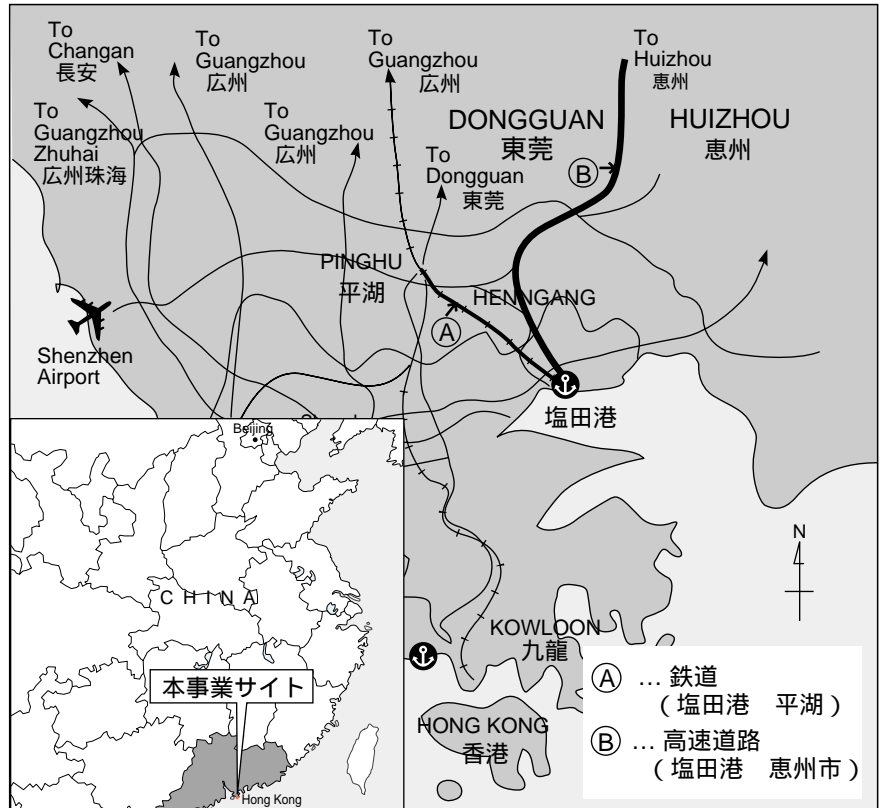 To
Changan
長安
To
Guangzhou
広州
To
Guangzhou
広州
To
Huizhou
恵州
To
Guangzhou
Zhuhai
広州珠海
To
Guangzhou
広州
DONGGUAN
東莞
HUIZHOU
恵州
To
Dongguan
東莞
B
PINGHU
平湖
HENNGANG
A
Shenzhen
Airport
塩田港
Beijing
CHINA
N
KOWLOON
九龍
本事業サイト
HONG KONG
香港
Hong Kong
A … 鉄道
(塩田港 平湖)
B … 高速道路
(塩田港 恵州市)